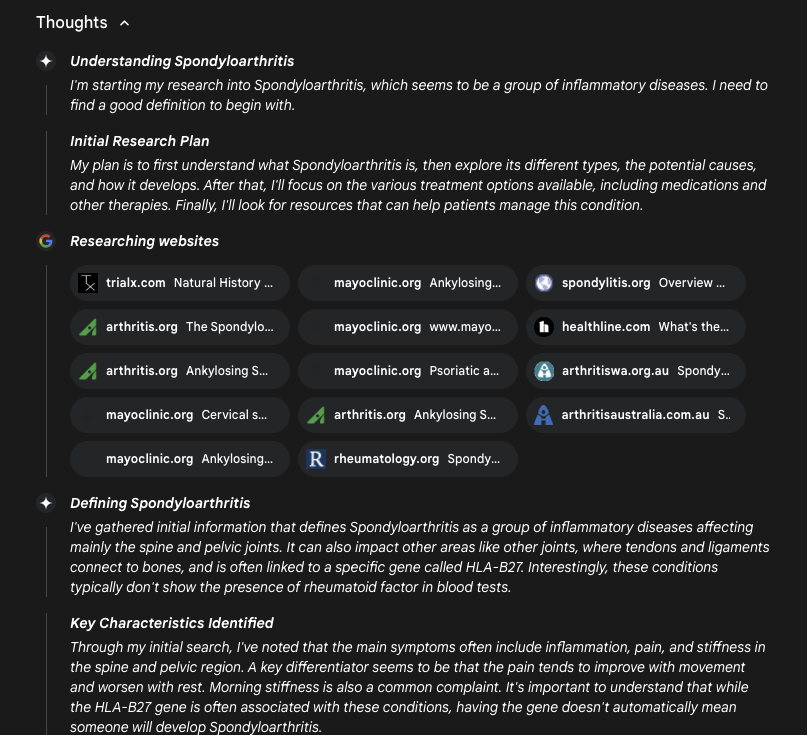 Thoughts
Understanding Spondyloarthritis
I'm starting my research into Spondyloarthritis, which seems to be a group of inflammatory diseases. I need to
find a good definition to begin with.
Initial Research Plan
My plan is to first understand what Spondyloarthritis is, then explore its different types, the potential causes,
and how it develops. After that, I'll focus on the various treatment options available, including medications and
other therapies. Finally, I'll look for resources that can help patients manage this condition.
Researching websites
trialx.com Natural History ... mayoclinic.org Ankylosing... spondylitis.org Overview ...
arthritis.org The Spondylo... mayoclinic.org www.mayo... healthline.com What's the...
arthritis.org Ankylosing S... mayoclinic.org Psoriatic a... arthritiswa.org.au Spondy...
mayoclinic.org Cervical s... arthritis.org Ankylosing S... arthritisaustralia.com.au S..
mayoclinic.org Ankylosing... rheumatology.org Spondy...
Defining Spondyloarthritis
I've gathered initial information that defines Spondyloarthritis as a group of inflammatory diseases affecting
mainly the spine and pelvic joints. It can also impact other areas like other joints, where tendons and ligaments
connect to bones, and is often linked to a specific gene called HLA-B27. Interestingly, these conditions
typically don't show the presence of rheumatoid factor in blood tests.
Key Characteristics Identified
Through my initial search, I've noted that the main symptoms often include inflammation, pain, and stiffness in
the spine and pelvic region. A key differentiator seems to be that the pain tends to improve with movement
and worsen with rest. Morning stiffness is also a common complaint. It's important to understand that while
the HLA-B27 gene is often associated with these conditions, having the gene doesn't automatically mean
someone will develop Spondyloarthritis.